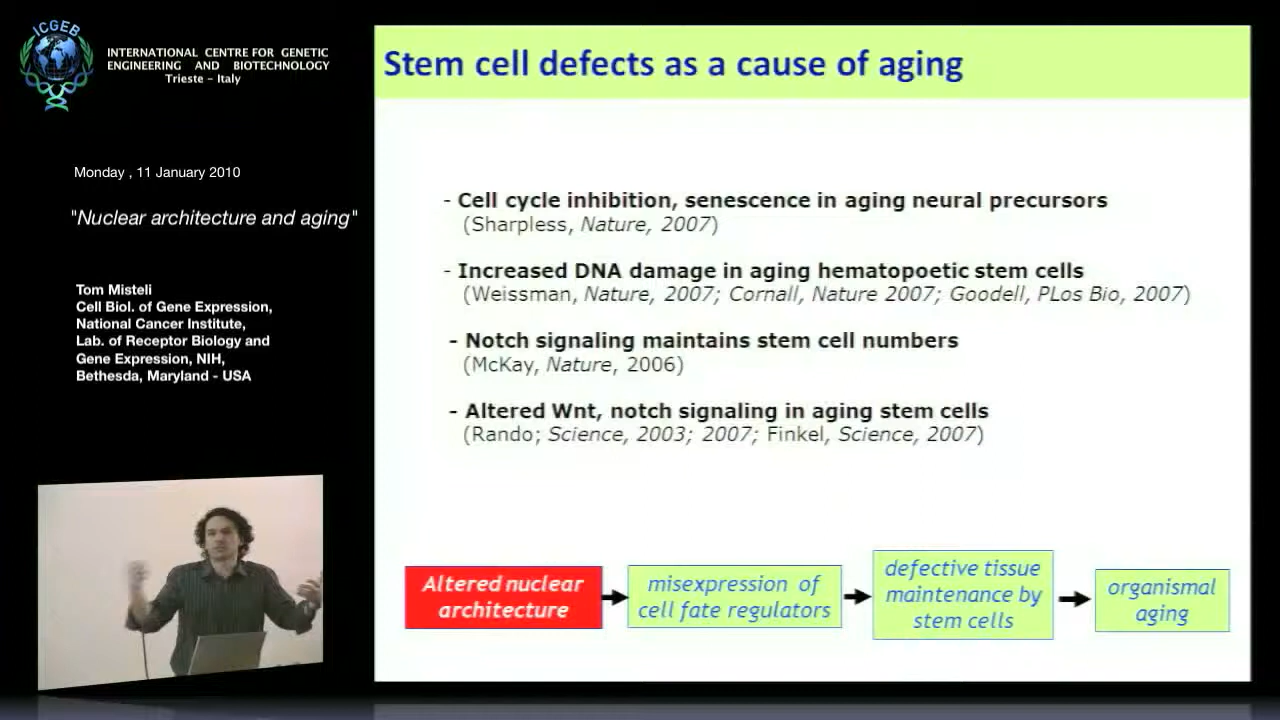 ICGEB
INTERNATIONAL CENTRE FOR GENETIC
ENGINEERING AND BIOTECHNOLOGY
Trieste - Italy
Monday , 11 January 2010
"Nuclear architecture and aging"
Tom Misteli
Cell Biol. of Gene Expression,
National Cancer Institute,
Lab. of Receptor Biology and
Gene Expression, NIH,
Bethesda, Maryland - USA
Stem cell defects as a cause of aging
- Cell cycle inhibition, senescence in aging neural precursors
(Sharpless, Nature, 2007)
- Increased DNA damage in aging hematopoetic stem cells
(Weissman, Nature, 2007; Cornall, Nature 2007; Goodell, PLos Bio, 2007)
- Notch signaling maintains stem cell numbers
(McKay, Nature, 2006)
- Altered Wnt, notch signaling in aging stem cells
(Rando; Science, 2003; 2007; Finkel, Science, 2007)
Altered nuclear
architecture
misexpression of
cell fate regulators
defective tissue
maintenance by
stem cells
organismal
aging